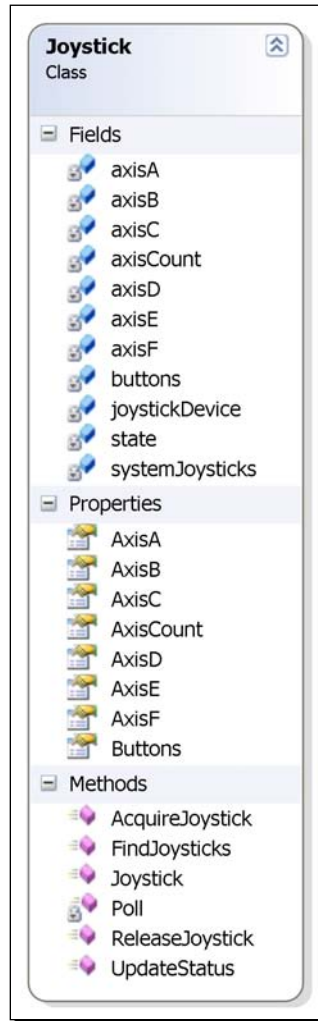 Joystick
Class
Fields
axisA
axisB
axisC
axisCount
axisD
axisE
axisF
buttons
joystickDevice
state
systemJoysticks
Properties
AxisA
AxisB
AxisC
AxisCount
AxisD
AxisE
AxisF
Buttons
Methods
AcquireJoystick
FindJoysticks
Joystick
Poll
ReleaseJoystick
UpdateStatus